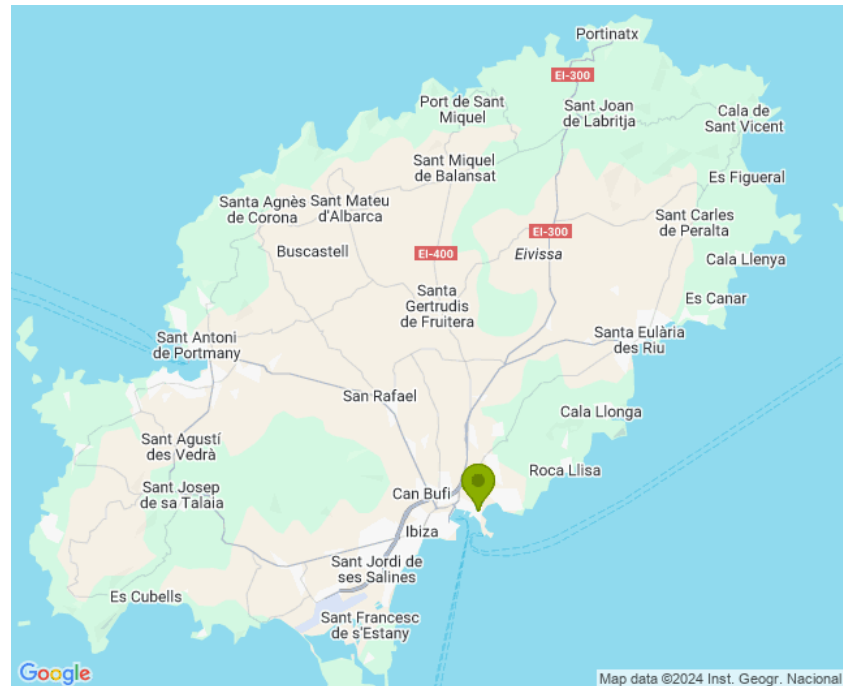 Portinatx
EI-300
Port de Sant
Miquel
Sant Joan
de Labritja
Cala de
Sant Vicent
Sant Miquel
de Balansat
Es Figueral
Santa Agnès
de Corona
Sant Mateu
d'Albarca
Sant Carles
de Peralta
EI-300
Buscastell
EI-400
Eivissa
Cala Llenya
Santa
Gertrudis
de Fruitera
Es Canar
Sant Antoni
de Portmany
Santa Eulària
des Riu
San Rafael
Cala Llonga
Sant Agustí
des Vedrà
Roca Llisa
Sant Josep
de sa Talaia
Can Bufi
Ibiza
Sant Jordi de
ses Salines
Es Cubells
Sant Francesc
de s'Estany
Google
Map data ©2024 Inst. Geogr. Nacional